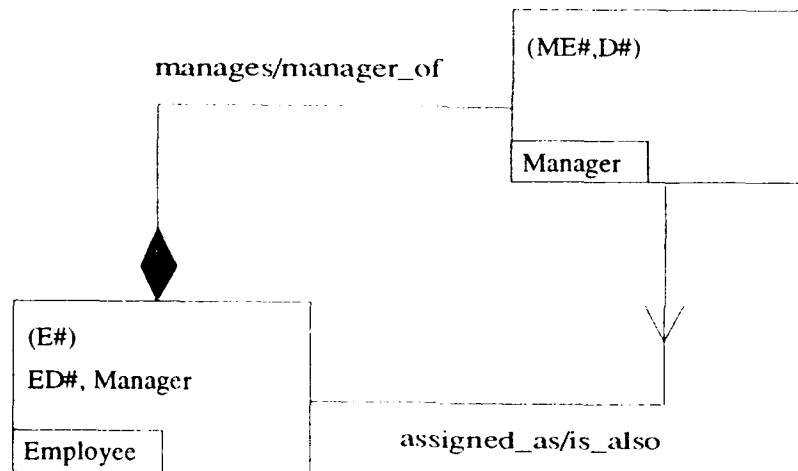 (ME#,D#)
manages/manager_of
Manager
(E#)
ED#, Manager
assigned_as/is_also
Employee